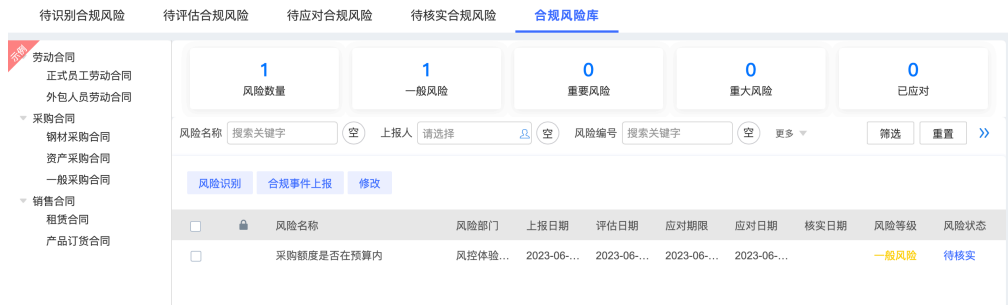 待识别合规风险 待评估合规风险 待应对合规风险 待核实合规风险 合规风险库
示例
劳动合同
正式员工劳动合同
外包人员劳动合同
采购合同
钢材采购合同
资产采购合同
一般采购合同
销售合同
租赁合同
产品订货合同
1 1 0 0 0
风险数量 一般风险 重要风险 重大风险 已应对
风险名称 搜索关键字 空 上报人 请选择 空 风险编号 搜索关键字 空 更多 筛选 重置
风险识别 合规事件上报 修改
风险名称 风险部门 上报日期 评估日期 应对期限 应对日期 核实日期 风险等级 风险状态
采购额度是否在预算内 风控体验... 2023-06-... 2023-06-... 2023-06-... 2023-06-... 一般风险 待核实